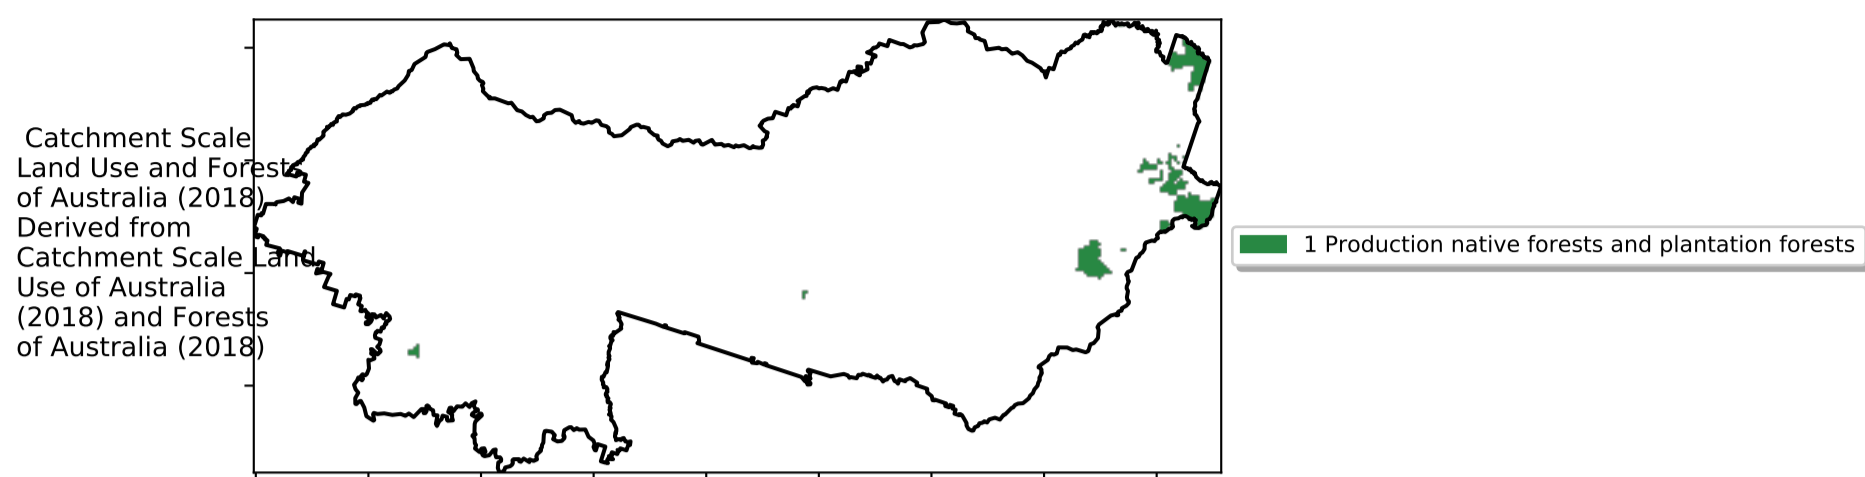 Catchment Scale
Land Use and Forests
of Australia (2018)
Derived from
Catchment Scale Land
Use of Australia
(2018) and Forests
of Australia (2018)
1 Production native forests and plantation forests